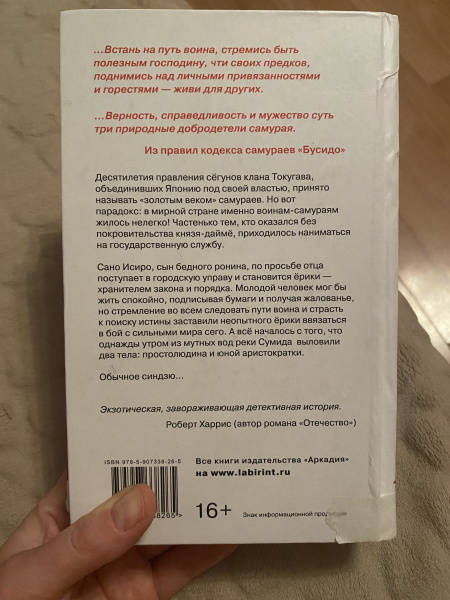 ...Встань на путь воина, стремись быть
полезным господину, чти своих предков,
поднимись над личными привязанностями
и горестями — живи для других.
...Верность, справедливость и мужество суть
три природные добродетели самурая.
Из правил кодекса самураев «Бусидо»
Десятилетия правления сёгунов клана Токугава,
объединивших Японию под своей властью, принято
называть «золотым веком» самураев. Но вот
парадокс: в мирной стране именно воинам-самураям
жилось нелегко! Частенько тем, кто оказался без
покровительства князя-даймё, приходилось наниматься
на государственную службу.
Сано Исиро, сын бедного ронина, по просьбе отца
поступает в городскую управу и становится ёрики —
хранителем закона и порядка. Молодой человек мог бы
жить спокойно, подписывая бумаги и получая жалованье,
но стремление во всем следовать пути воина и страсть
к поиску истины заставили неопытного ёрики ввязаться
в бой с сильными мира сего. А всё началось с того, что
однажды утром из мутных вод реки Сумида выловили
два тела: простолюдина и юной аристократки.
Обычное синдзю...
Экзотическая, завораживающая детективная история.
Роберт Харрис (автор романа «Отечество»)
ISBN 978-5-907338-26-5
Все книги издательства «Аркадия»
на www.labirint.ru
16+
Знак информационной продукции